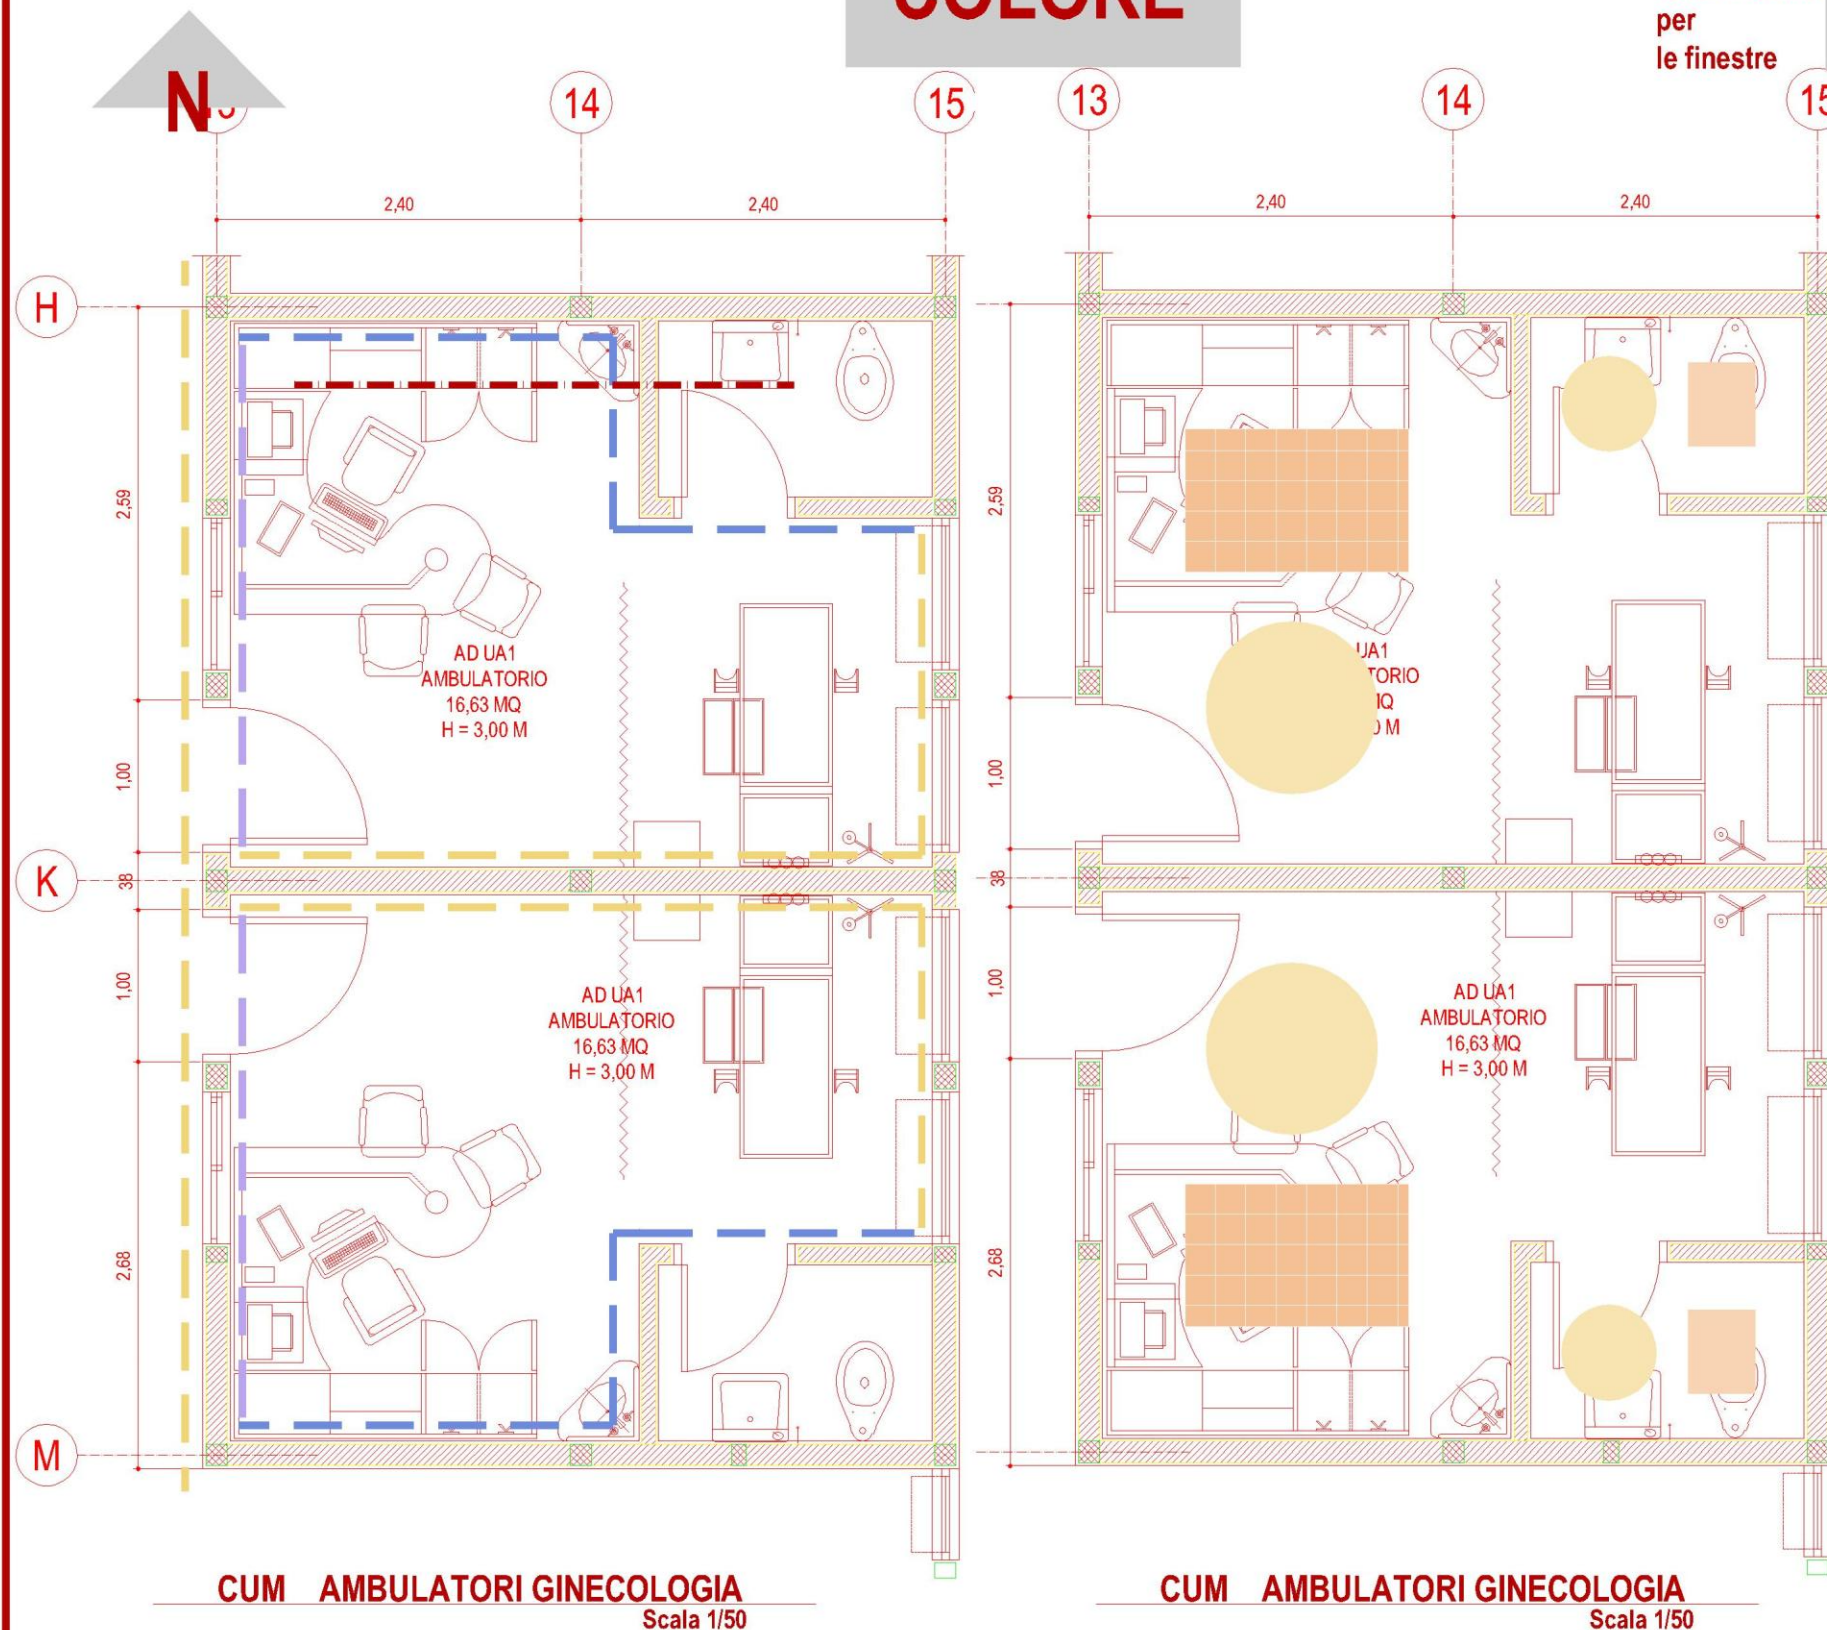 COLORE
per
le finestre
N
14
15
13
14
2,40
2,40
2,40
2,40
H
2,59
2,59
AD UA1
AMBULATORIO
16,63 MQ
H = 3,00 M
UA1
TORIO
1,00
1,00
K
38
38
1,00
1,00
AD UA1
AMBULATORIO
16,63 MQ
H = 3,00 M
AD UA1
AMBULATORIO
16,63 MQ
H = 3,00 M
2,68
2,68
M
CUM AMBULATORI GINECOLOGIA
Scala 1/50
CUM AMBULATORI GINECOLOGIA
Scala 1/50